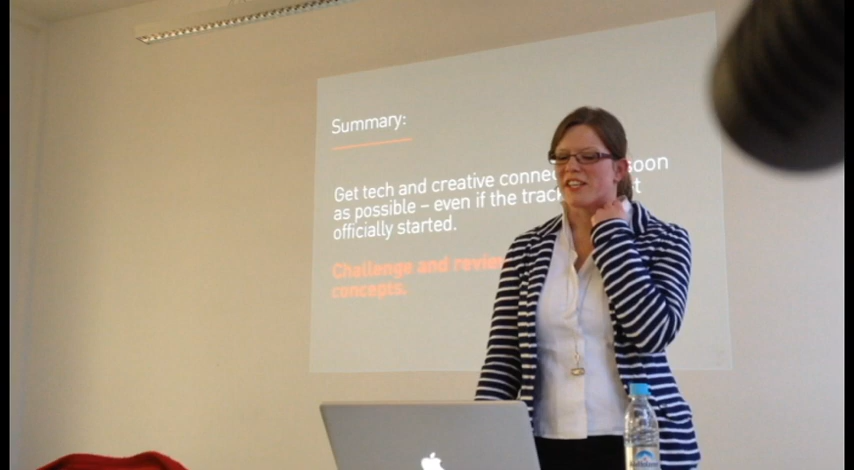 Summary:
Get tech and creative soon
as possible – even if the
officially started.
Challenge and
concepts.